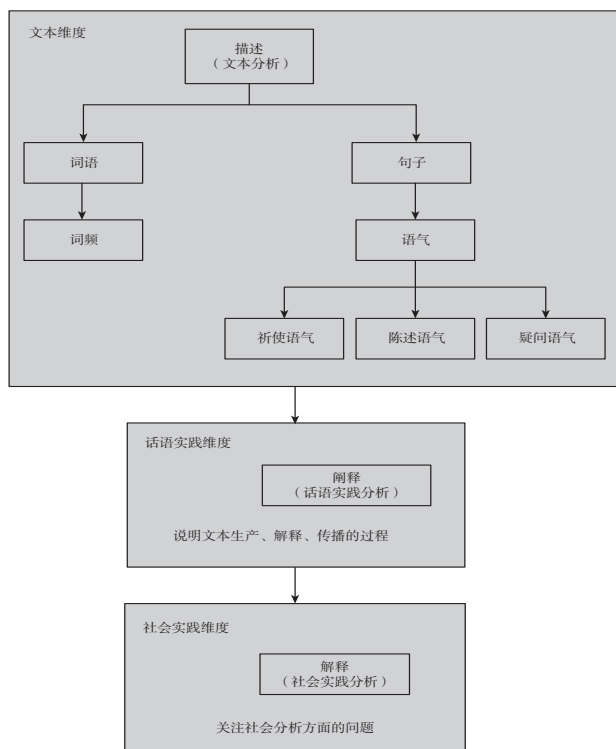 文本维度
描述
（文本分析）
词语
句子
词频
语气
祈使语气
陈述语气
疑问语气
话语实践维度
阐释
（话语实践分析）
说明文本生产、解释、传播的过程
社会实践维度
解释
（社会实践分析）
关注社会分析方面的问题